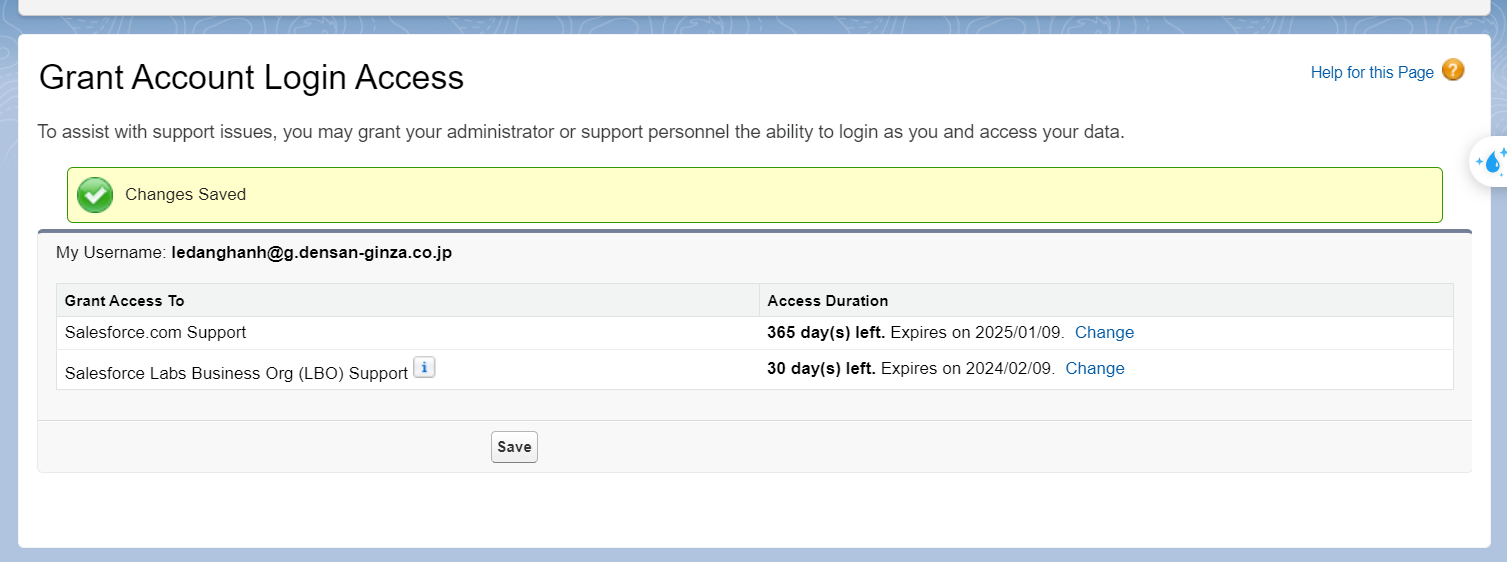 Grant Account Login Access
Help for this Page ?
To assist with support issues, you may grant your administrator or support personnel the ability to login as you and access your data.
Changes Saved
My Username: ledanghanh@g.densan-ginza.co.jp
Grant Access To Access Duration
Salesforce.com Support 365 day(s) left. Expires on 2025/01/09. Change
Salesforce Labs Business Org (LBO) Support i 30 day(s) left. Expires on 2024/02/09. Change
Save